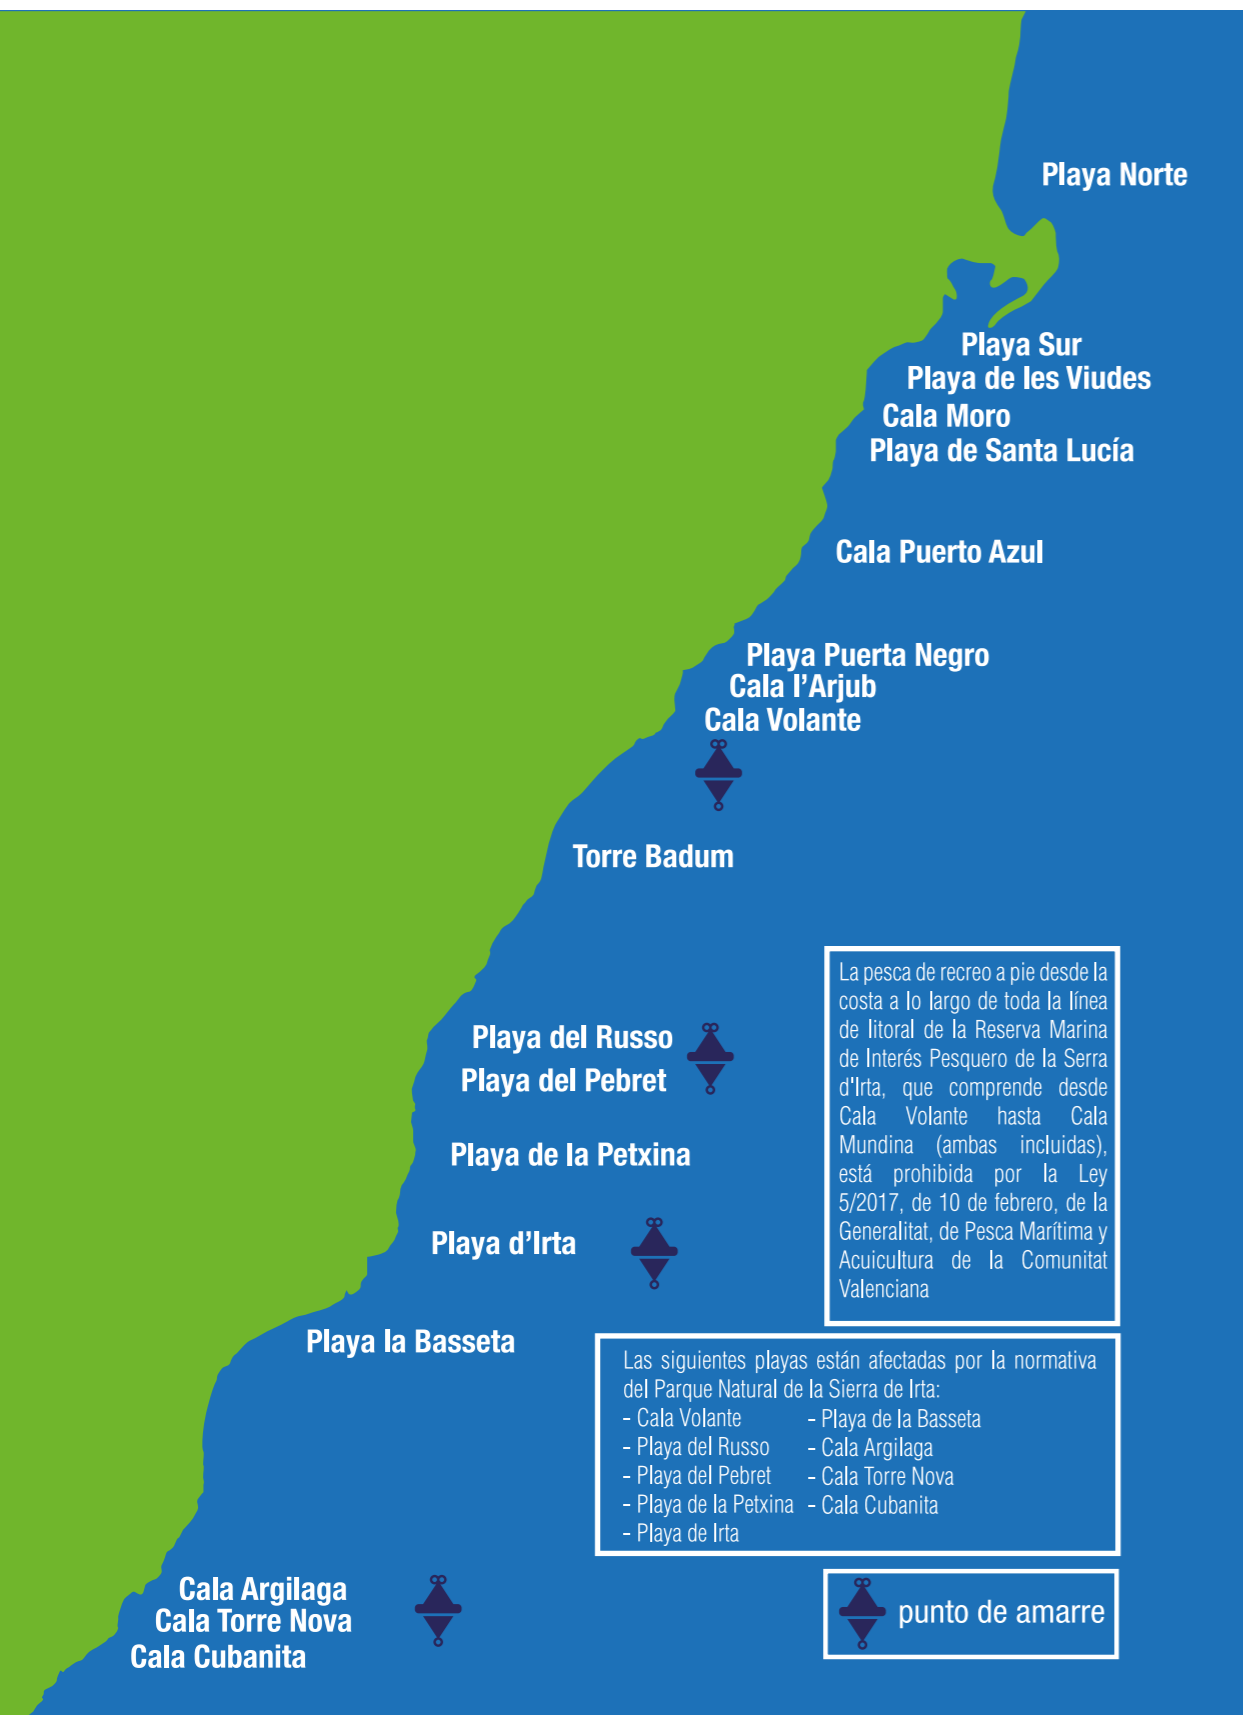 Playa Norte
Playa Sur
Playa de les Viudes
Cala Moro
Playa de Santa Lucía
Cala Puerto Azul
Playa Puerta Negro
Cala l'Arjub
Cala Volante
Torre Badum
Playa del Russo
Playa del Pebret
Playa de la Petxina
Playa d'Irta
Playa la Basseta
Cala Argilaga
Cala Torre Nova
Cala Cubanita
La pesca de recreo a pie desde la
costa a lo largo de toda la línea
de litoral de la Reserva Marina
de Interés Pesquero de la Serra
d'Irta, que comprende desde
Cala Volante hasta Cala
Mundina (ambas incluidas),
está prohibida por la Ley
5/2017, de 10 de febrero, de la
Generalitat, de Pesca Marítima y
Acuicultura de la Comunitat
Valenciana
Las siguientes playas están afectadas por la normativa
del Parque Natural de la Sierra de Irta:
- Cala Volante
- Playa del Russo
- Playa del Pebret
- Playa de la Petxina
- Playa de Irta
- Playa de la Basseta
- Cala Argilaga
- Cala Torre Nova
- Cala Cubanita
punto de amarre